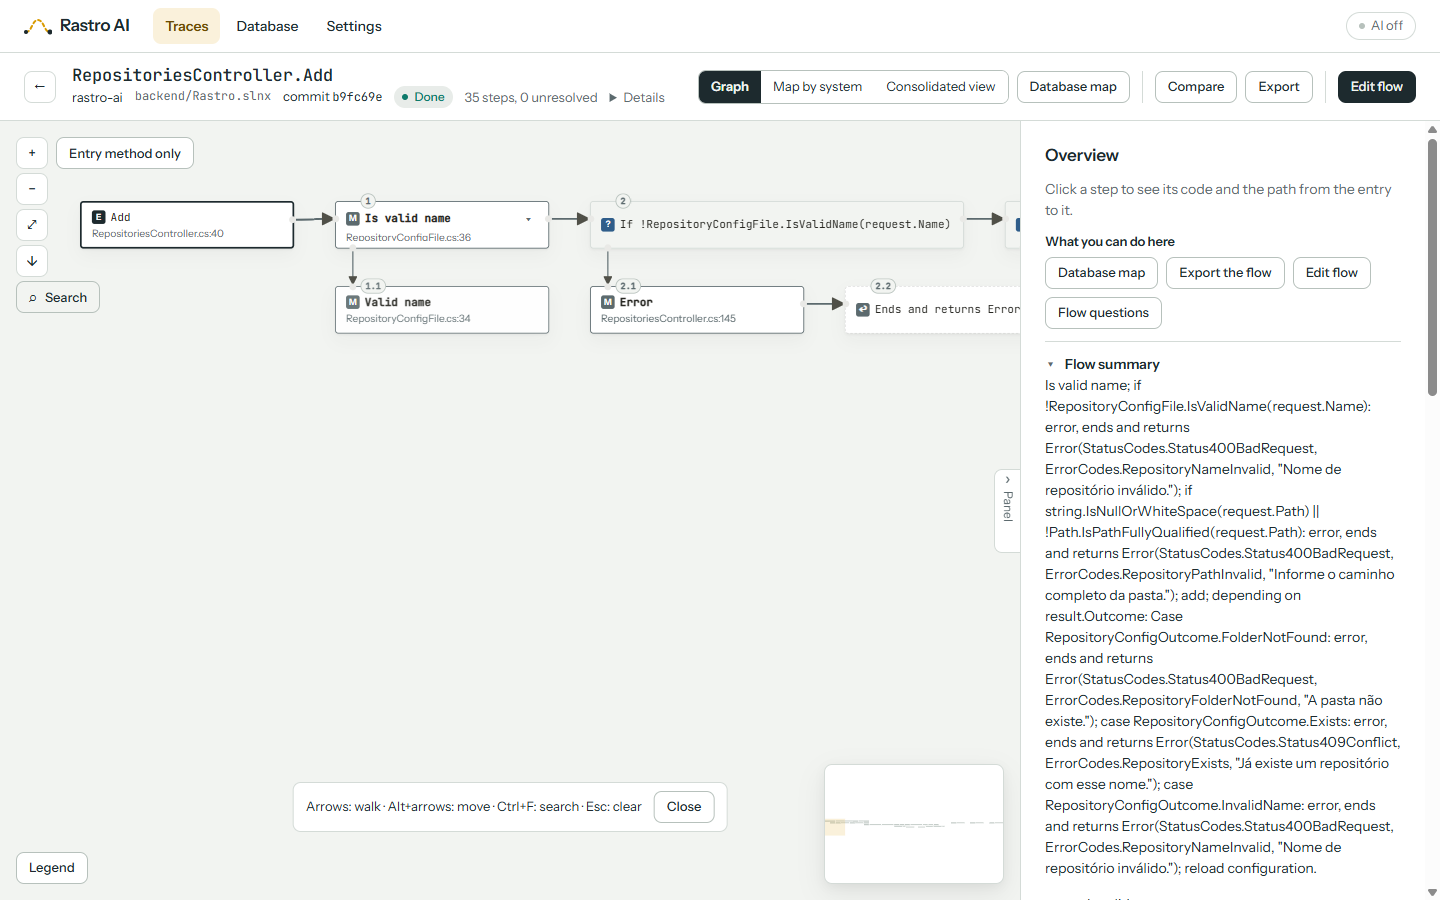 Rastro AI
Traces
Database
Settings
AI off
←
RepositoriesController.Add
rastro-ai backend/Rastro.slnx commit b9fc69e Done 35 steps, 0 unresolved ▶ Details
Graph
Map by system
Consolidated view
Database map
Compare
Export
Edit flow
+
Entry method only
−
Search
E Add
RepositoriesController.cs:40
1
M Is valid name
RepositoryConfigFile.cs:36
2
? If !RepositoryConfigFile.IsValidName(request.Name)
1.1
M Valid name
RepositoryConfigFile.cs:34
2.1
M Error
RepositoriesController.cs:145
2.2
Ends and returns Error
Panel
Arrows: walk · Alt+arrows: move · Ctrl+F: search · Esc: clear
Close
Legend
Overview
Click a step to see its code and the path from the entry
to it.
What you can do here
Database map
Export the flow
Edit flow
Flow questions
Flow summary
Is valid name; if
!RepositoryConfigFile.IsValidName(request.Name):
error, ends and returns
Error(StatusCodes.Status400BadRequest,
ErrorCodes.RepositoryNameInvalid, "Nome de
repositório inválido."); if
string.IsNullOrWhiteSpace(request.Path) ||
!Path.IsPathFullyQualified(request.Path): error, ends
and returns Error(StatusCodes.Status400BadRequest,
ErrorCodes.RepositoryPathInvalid, "Informe o caminho
completo da pasta."); add; depending on
result.Outcome: Case
RepositoryConfigOutcome.FolderNotFound: error,
ends and returns
Error(StatusCodes.Status400BadRequest,
ErrorCodes.RepositoryFolderNotFound, "A pasta não
existe."); case RepositoryConfigOutcome.Exists: error,
ends and returns Error(StatusCodes.Status409Conflict,
ErrorCodes.RepositoryExists, "Já existe um repositório
com esse nome."); case
RepositoryConfigOutcome.InvalidName: error, ends
and returns Error(StatusCodes.Status400BadRequest,
ErrorCodes.RepositoryNameInvalid, "Nome de
repositório inválido."); reload configuration.